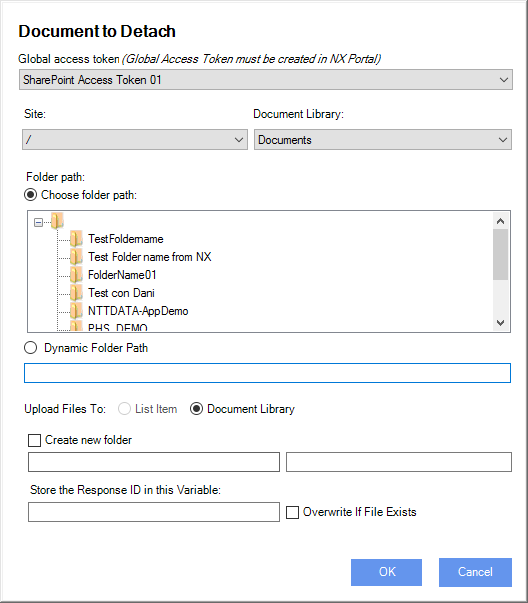 Document to Detach
Global access token (Global Access Token must be created in NX Portal)
SharePoint Access Token 01
Site: Document Library:
/ Documents
Folder path:
Choose folder path:
TestFoldername
Test Folder name from NX
FolderName01
Test con Dani
NTTDATA-AppDemo
PHS_DEMO
Dynamic Folder Path
Upload Files To: List Item Document Library
Create new folder
Store the Response ID in this Variable:
Overwrite If File Exists
OK Cancel